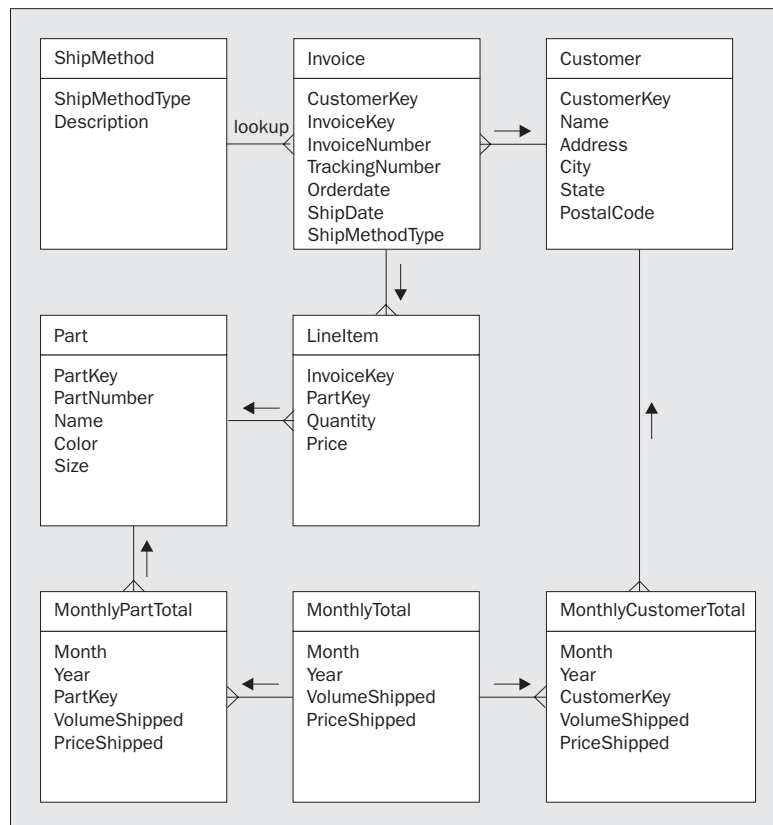 ShipMethod
ShipMethodType
Description
lookup
Invoice
CustomerKey
InvoiceKey
InvoiceNumber
TrackingNumber
Orderdate
ShipDate
ShipMethodType
Customer
CustomerKey
Name
Address
City
State
PostalCode
Part
PartKey
PartNumber
Name
Color
Size
LineItem
InvoiceKey
PartKey
Quantity
Price
MonthlyPartTotal
Month
Year
PartKey
VolumeShipped
PriceShipped
MonthlyTotal
Month
Year
VolumeShipped
PriceShipped
MonthlyCustomerTotal
Month
Year
CustomerKey
VolumeShipped
PriceShipped